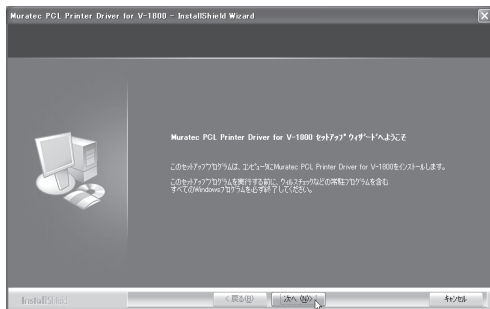 Muratec PCL Printer Driver for V-1800 - InstallShield Wizard
Muratec PCL Printer Driver for V-1800 ｾｯﾄｱｯﾌﾟ ｳｨｻﾞｰﾄﾞへようこそ
このｾｯﾄｱｯﾌﾟﾌﾟﾛｸﾞﾗﾑは、ｺﾝﾋﾟｭｰﾀにMuratec PCL Printer Driver for V-1800をｲﾝｽﾄｰﾙします。
このｾｯﾄｱｯﾌﾟﾌﾟﾛｸﾞﾗﾑを実行する前に、ｳｨﾙｽﾁｪｯｸなどの常駐ﾌﾟﾛｸﾞﾗﾑを含む
すべてのWindowsﾌﾟﾛｸﾞﾗﾑを必ず終了してください。
InstallShield
< 戻る(B)
次へ(N) >
ｷｬﾝｾﾙ